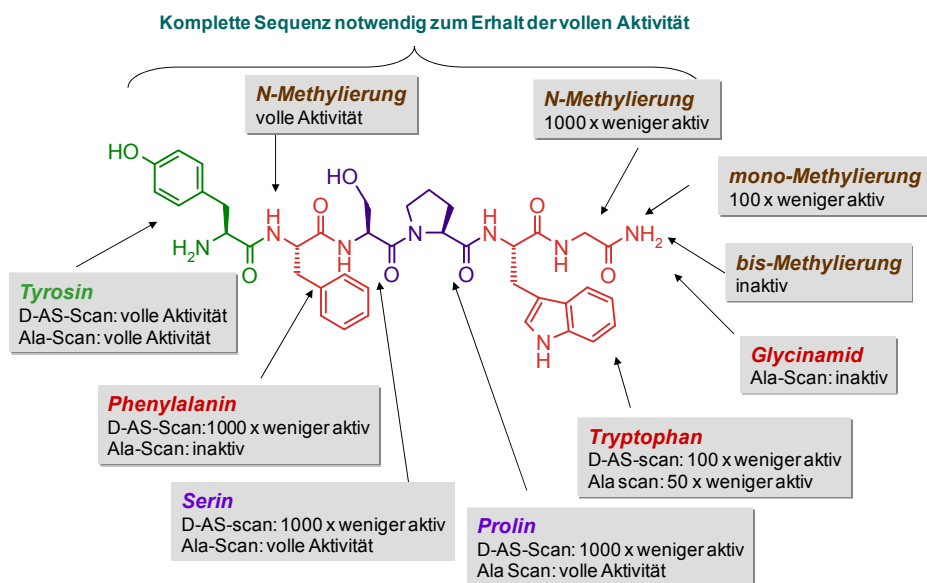 Komplette Sequenz notwendig zum Erhalt der vollen Aktivität
N-Methylierung
volle Aktivität
N-Methylierung
1000 x weniger aktiv
mono-Methylierung
100 x weniger aktiv
bis-Methylierung
inaktiv
HO
HO
H
N
O
H
N
O
N
H
N
O
H
N
NH2
H2N
O
O
O
O
N
H
Tyrosin
D-AS-Scan: volle Aktivität
Ala-Scan: volle Aktivität
Glycinamid
Ala-Scan: inaktiv
Phenylalanin
D-AS-Scan:1000 x weniger aktiv
Ala-Scan: inaktiv
Tryptophan
D-AS-scan: 100 x weniger aktiv
Ala scan: 50 x weniger aktiv
Serin
D-AS-scan: 1000 x weniger aktiv
Ala-Scan: volle Aktivität
Prolin
D-AS-Scan: 1000 x weniger aktiv
Ala Scan: volle Aktivität